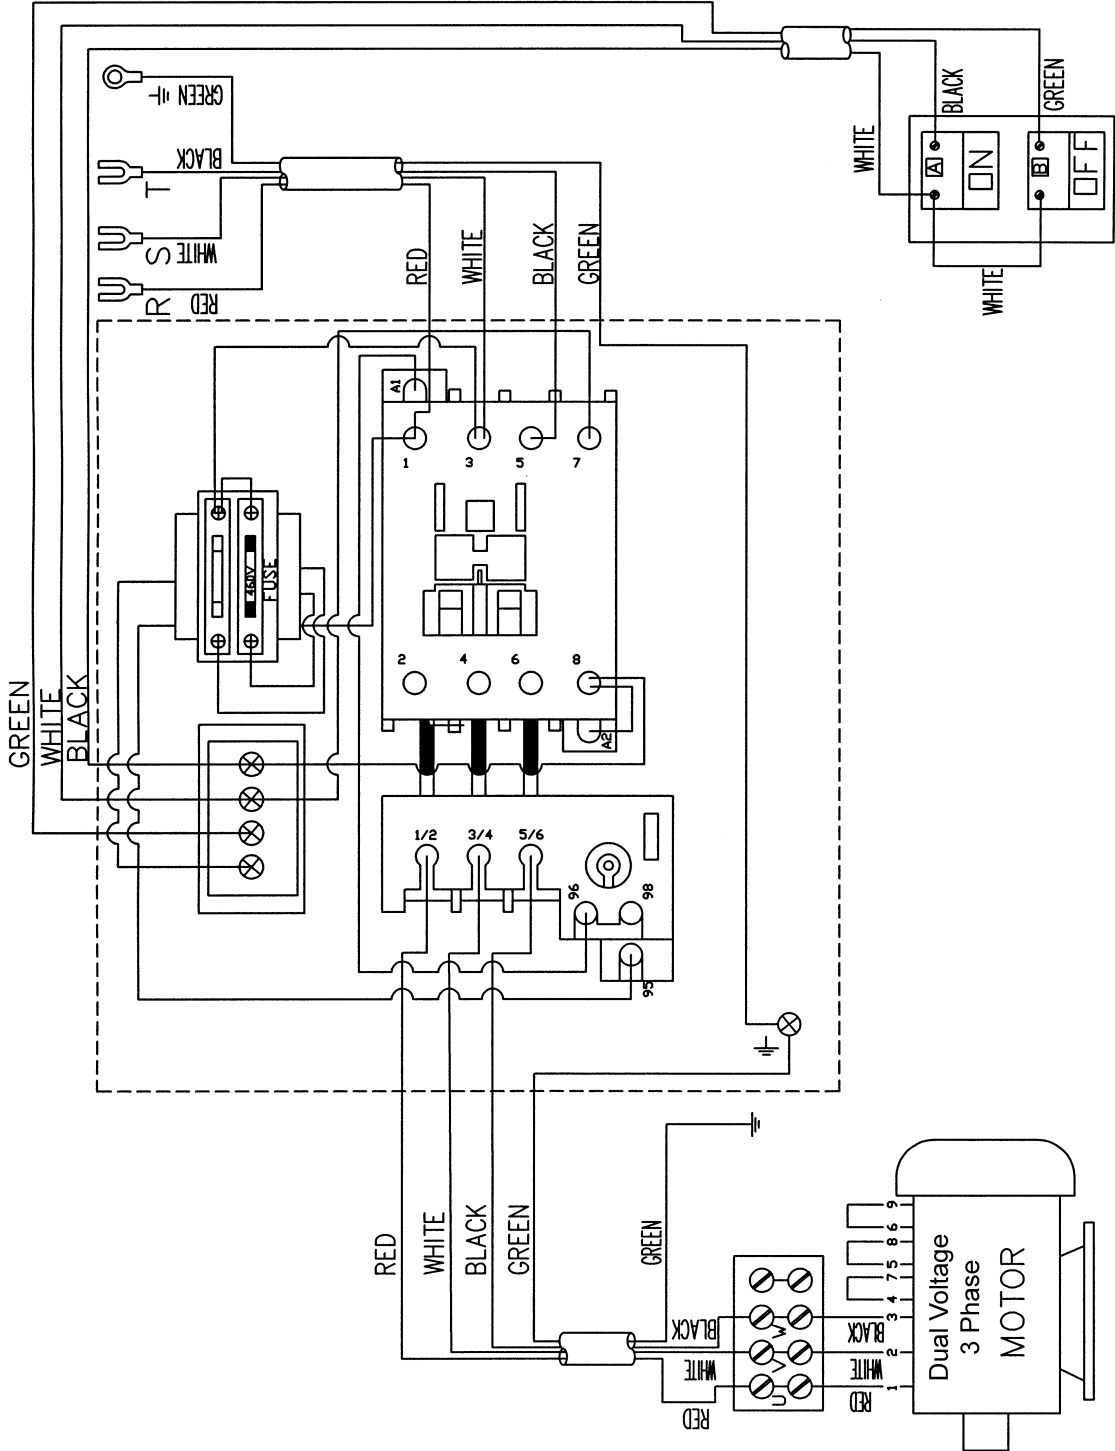 GREEN
BLACK
T
WHITE
S
RED
R
RED
WHITE
BLACK
GREEN
WHITE
BLACK
GREEN
A
ON
B
OFF
WHITE
A1
1
3
5
7
460V
FUSE
2
4
6
8
A2
GREEN
WHITE
BLACK
1/2
3/4
5/6
96
98
95
RED
WHITE
BLACK
GREEN
GREEN
BLACK
WHITE
RED
W
V
U
BLACK
WHITE
RED
9
6
8
5
7
4
3
2
1
Dual Voltage
3 Phase
MOTOR